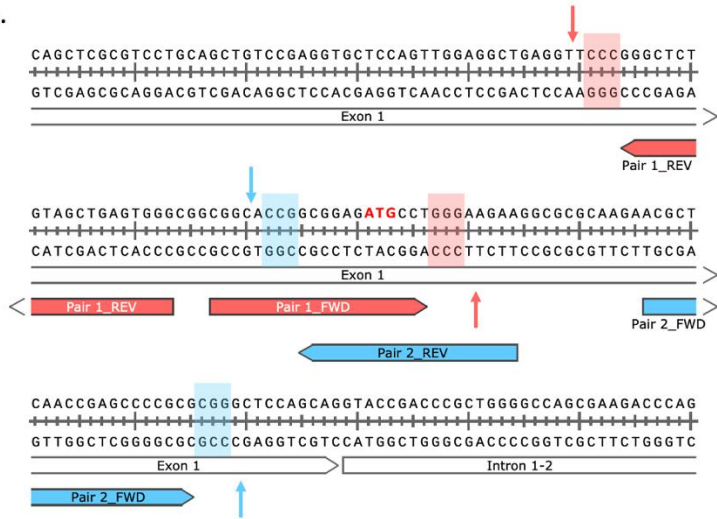 .
CAGCTCGCGTCCTGCAGCTGTCCGAGGTGCTCCAGTTGGAGGCTGAGGTTCCCGGGCTCT
GTCGAGCGCAGGACGTCGACAGGCTCCACGAGGTCAACCTCCGACTCCAAGGGCCCGAGA
Exon 1
Pair 1_REV
GTAGCTGAGTGGGCGGCGGCACCGGCGGAGATGCCTGGGAAGAAGGCGCGCAAGAACGCT
CATCGACTCACCCGCCGCCGTGGCCGCCTCTACGGACCCTTCTTCCGCGCGTTCTTGCGA
Exon 1
Pair 1_REV Pair 1_FWD Pair 2_FWD
Pair 2_REV
CAACCGAGCCCCGCGCGGGCTCCAGCAGGTACCGACCCGCTGGGGCCAGCGAAGACCCAG
GTTGGCTCGGGGCGCGCCCGAGGTCGTCCATGGCTGGGCGACCCCGGTCGCTTCTGGGTC
Exon 1 Intron 1-2
Pair 2_FWD